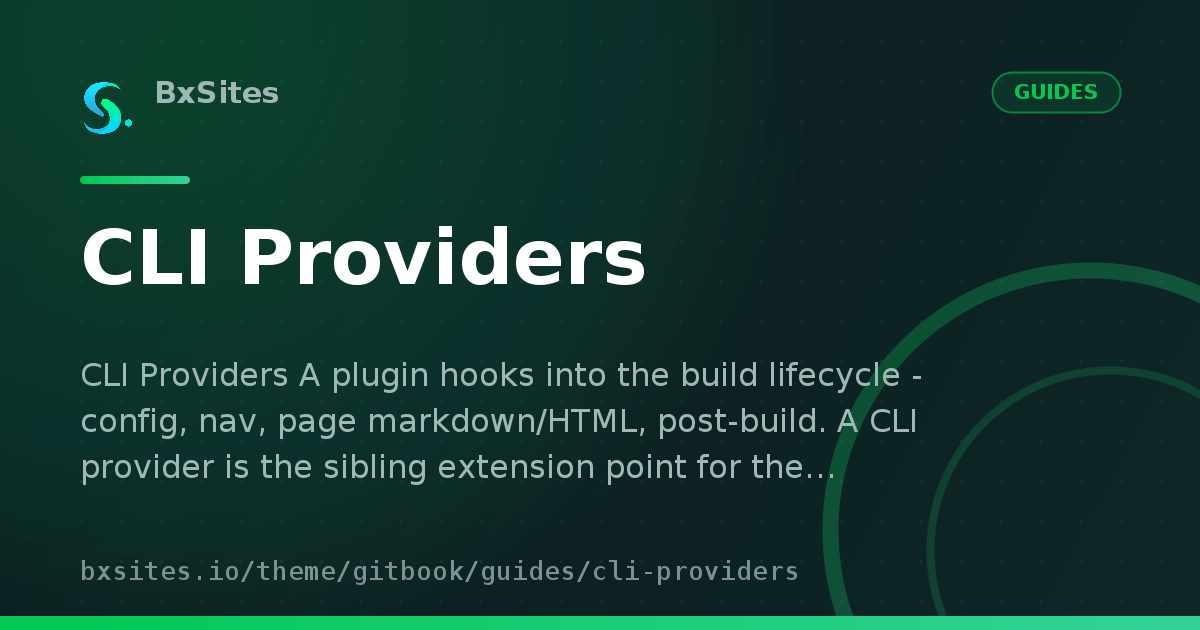 BxSites
GUIDES
CLI Providers
CLI Providers A plugin hooks into the build lifecycle -
config, nav, page markdown/HTML, post-build. A CLI
provider is the sibling extension point for the...
bxsites.io/theme/gitbook/guides/cli-providers